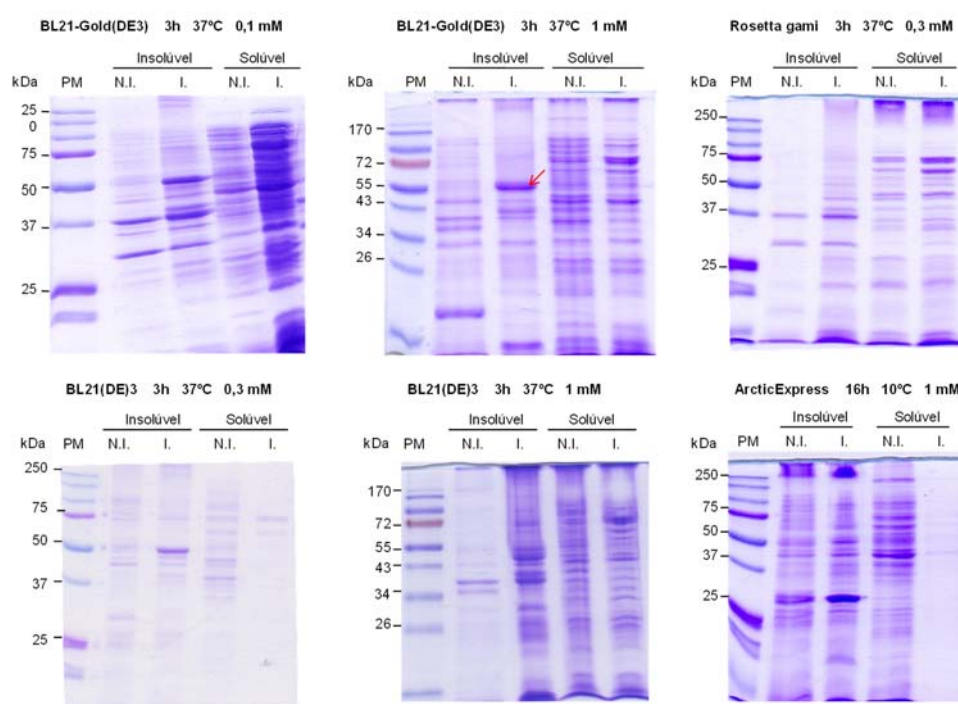 BL21-Gold(DE3) 3h 37ºC 0,1 mM
Insolúvel Solúvel
kDa PM N.I. I. N.I. I.
25
0
75
50
37
25
BL21-Gold(DE3) 3h 37ºC 1 mM
Insolúvel Solúvel
kDa PM N.I. I. N.I. I.
170
72
55
43
34
26
Rosetta gami 3h 37ºC 0,3 mM
Insolúvel Solúvel
kDa PM N.I. I. N.I. I.
250
75
50
37
25
BL21(DE)3 3h 37ºC 0,3 mM
Insolúvel Solúvel
kDa PM N.I. I. N.I. I.
250
75
50
37
25
BL21(DE)3 3h 37ºC 1 mM
Insolúvel Solúvel
kDa PM N.I. I. N.I. I.
170
72
55
43
34
26
ArcticExpress 16h 10ºC 1 mM
Insolúvel Solúvel
kDa PM N.I. I. N.I. I.
250
75
50
37
25